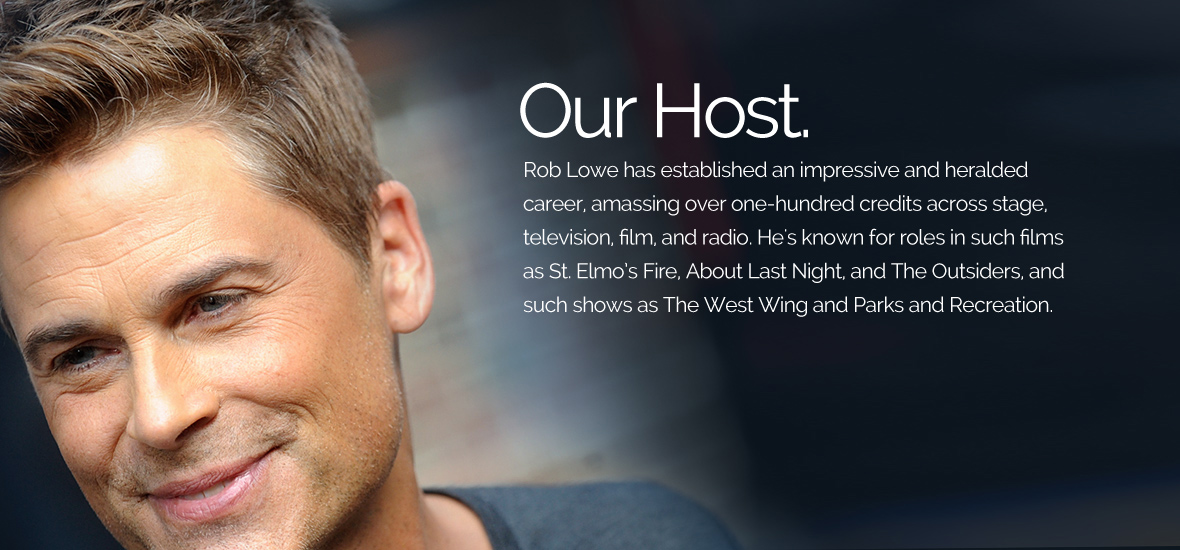 Our Host.
Rob Lowe has established an impressive and heralded
career, amassing over one-hundred credits across stage,
television, film, and radio. He's known for roles in such films
as St. Elmo’s Fire, About Last Night, and The Outsiders, and
such shows as The West Wing and Parks and Recreation.